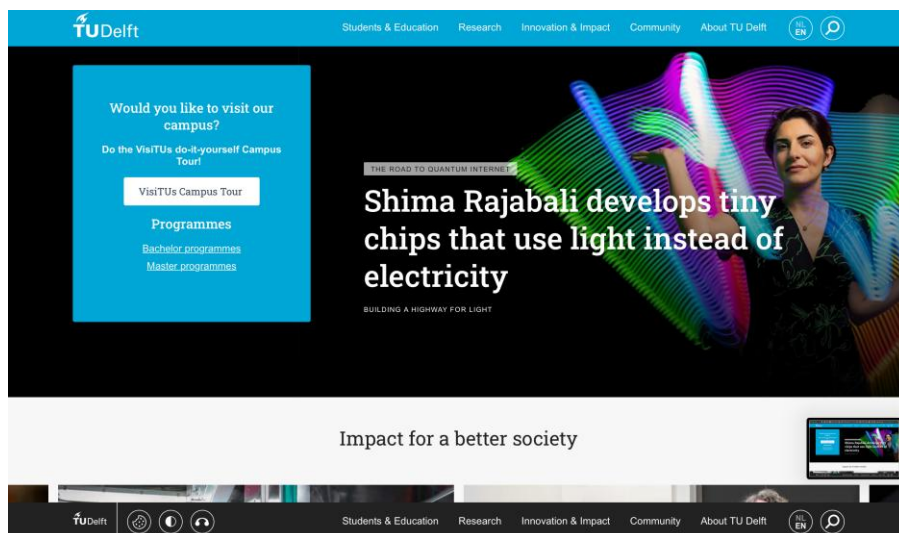 TUDelft
Students & Education Research Innovation & Impact Community About TU Delft NL
EN
Would you like to visit our
campus?
Do the VisiTUs do-it-yourself Campus
Tour!
VisiTUs Campus Tour
Programmes
Bachelor programmes
Master programmes
THE ROAD TO QUANTUM INTERNET
Shima Rajabali develops tiny
chips that use light instead of
electricity
BUILDING A HIGHWAY FOR LIGHT
Impact for a better society
TUDelft
Students & Education Research Innovation & Impact Community About TU Delft NL
EN